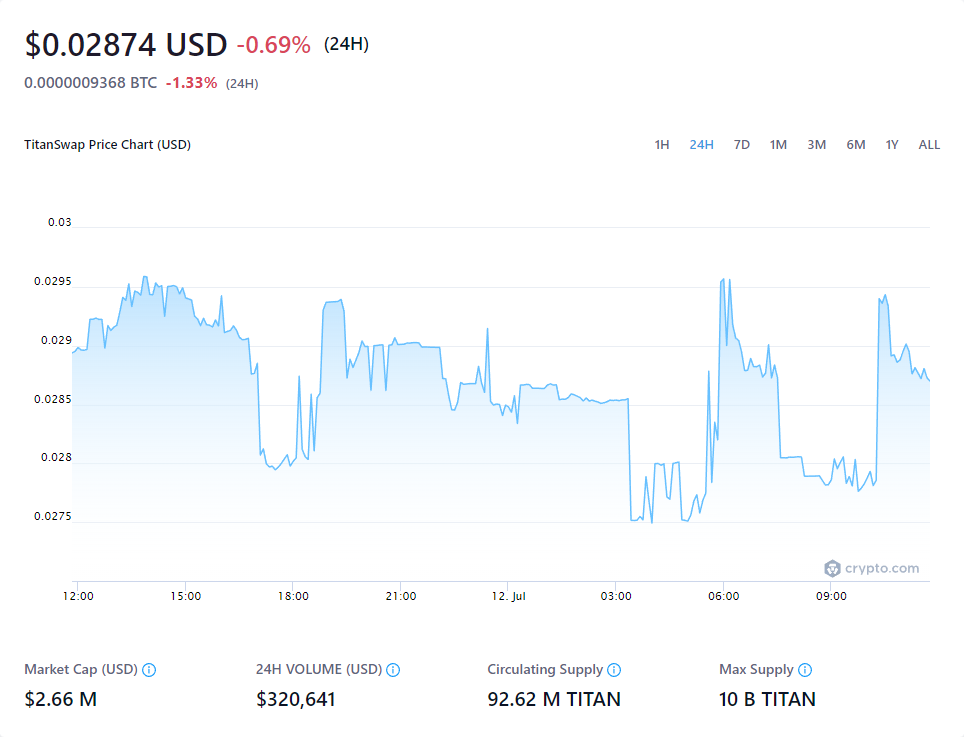 $0.02874 USD -0.69% (24H)
0.0000009368 BTC -1.33% (24H)
TitanSwap Price Chart (USD) 1H 24H 7D 1M 3M 6M 1Y ALL
0.03
0.0295
0.029
0.0285
0.028
0.0275
crypto.com
12:00 15:00 18:00 21:00 12. Jul 03:00 06:00 09:00
Market Cap (USD) 24H VOLUME (USD) Circulating Supply Max Supply
$2.66 M $320,641 92.62 M TITAN 10 B TITAN